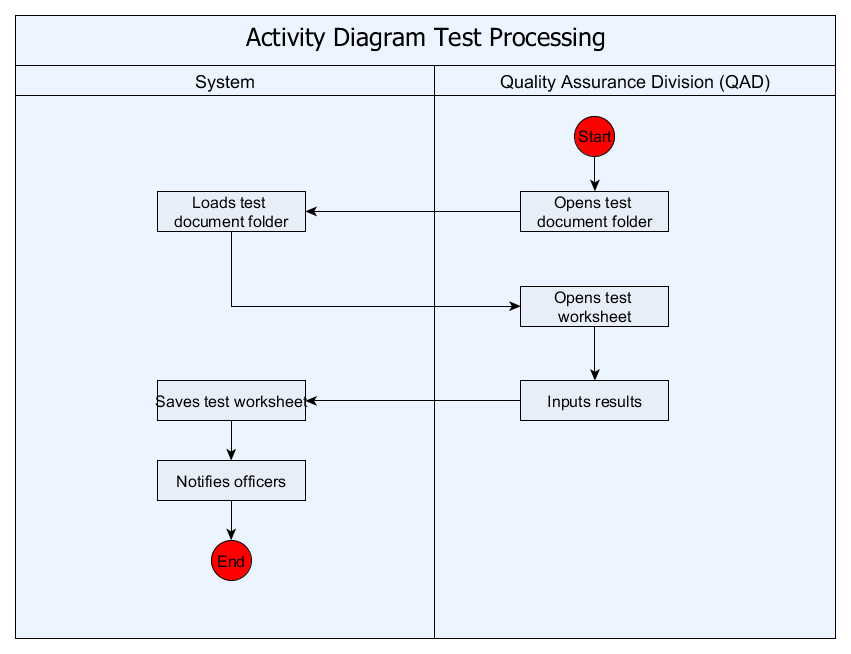 Activity Diagram Test Processing
System
Quality Assurance Division (QAD)
Start
Loads test
document folder
Opens test
document folder
Opens test
worksheet
Saves test worksheet
Inputs results
Notifies officers
End